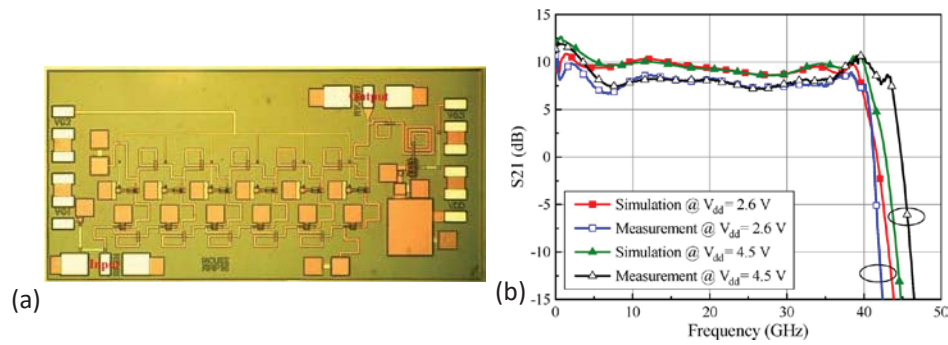 Output
VDD
Input
(a)
(b)
15
10
5
0
-5
-10
-15
S21 (dB)
Simulation @ Vdd= 2.6 V
Measurement @ Vdd= 2.6 V
Simulation @ Vdd= 4.5 V
Measurement @ Vdd= 4.5 V
0 10 20 30 40 50
Frequency (GHz)